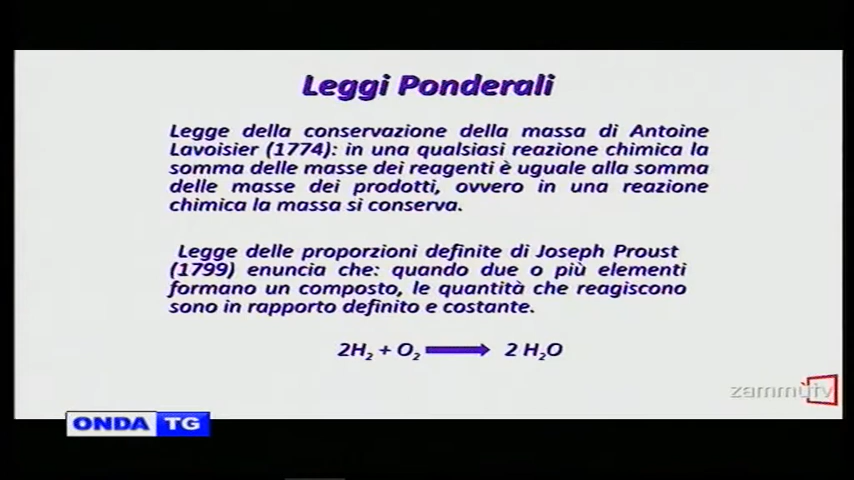 Leggi Ponderali
Legge della conservazione della massa di Antoine
Lavoisier (1774): in una qualsiasi reazione chimica la
somma delle masse dei reagenti è uguale alla somma
delle masse dei prodotti, ovvero in una reazione
chimica la massa si conserva.
Legge delle proporzioni definite di Joseph Proust
(1799) enuncia che: quando due o più elementi
formano un composto, le quantità che reagiscono
sono in rapporto definito e costante.
2H₂ + O₂ → 2 H₂O
zammùtv
ONDA TG